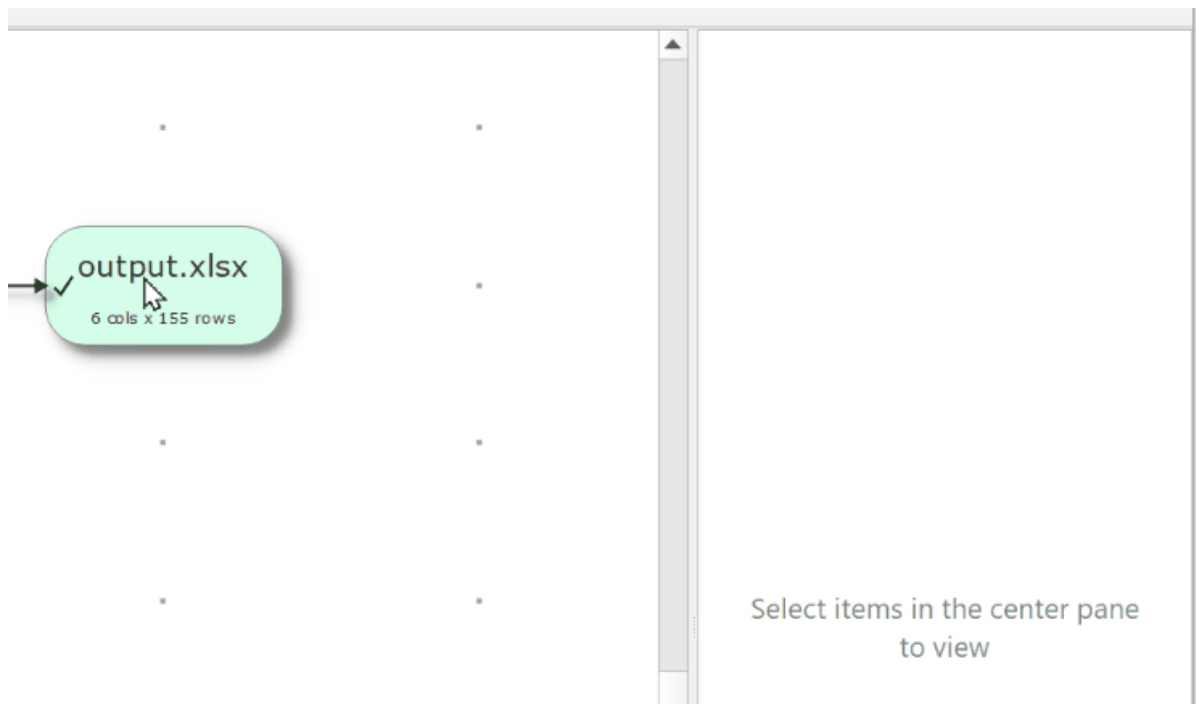 output.xlsx
6 cols x 155 rows
Select items in the center pane
to view